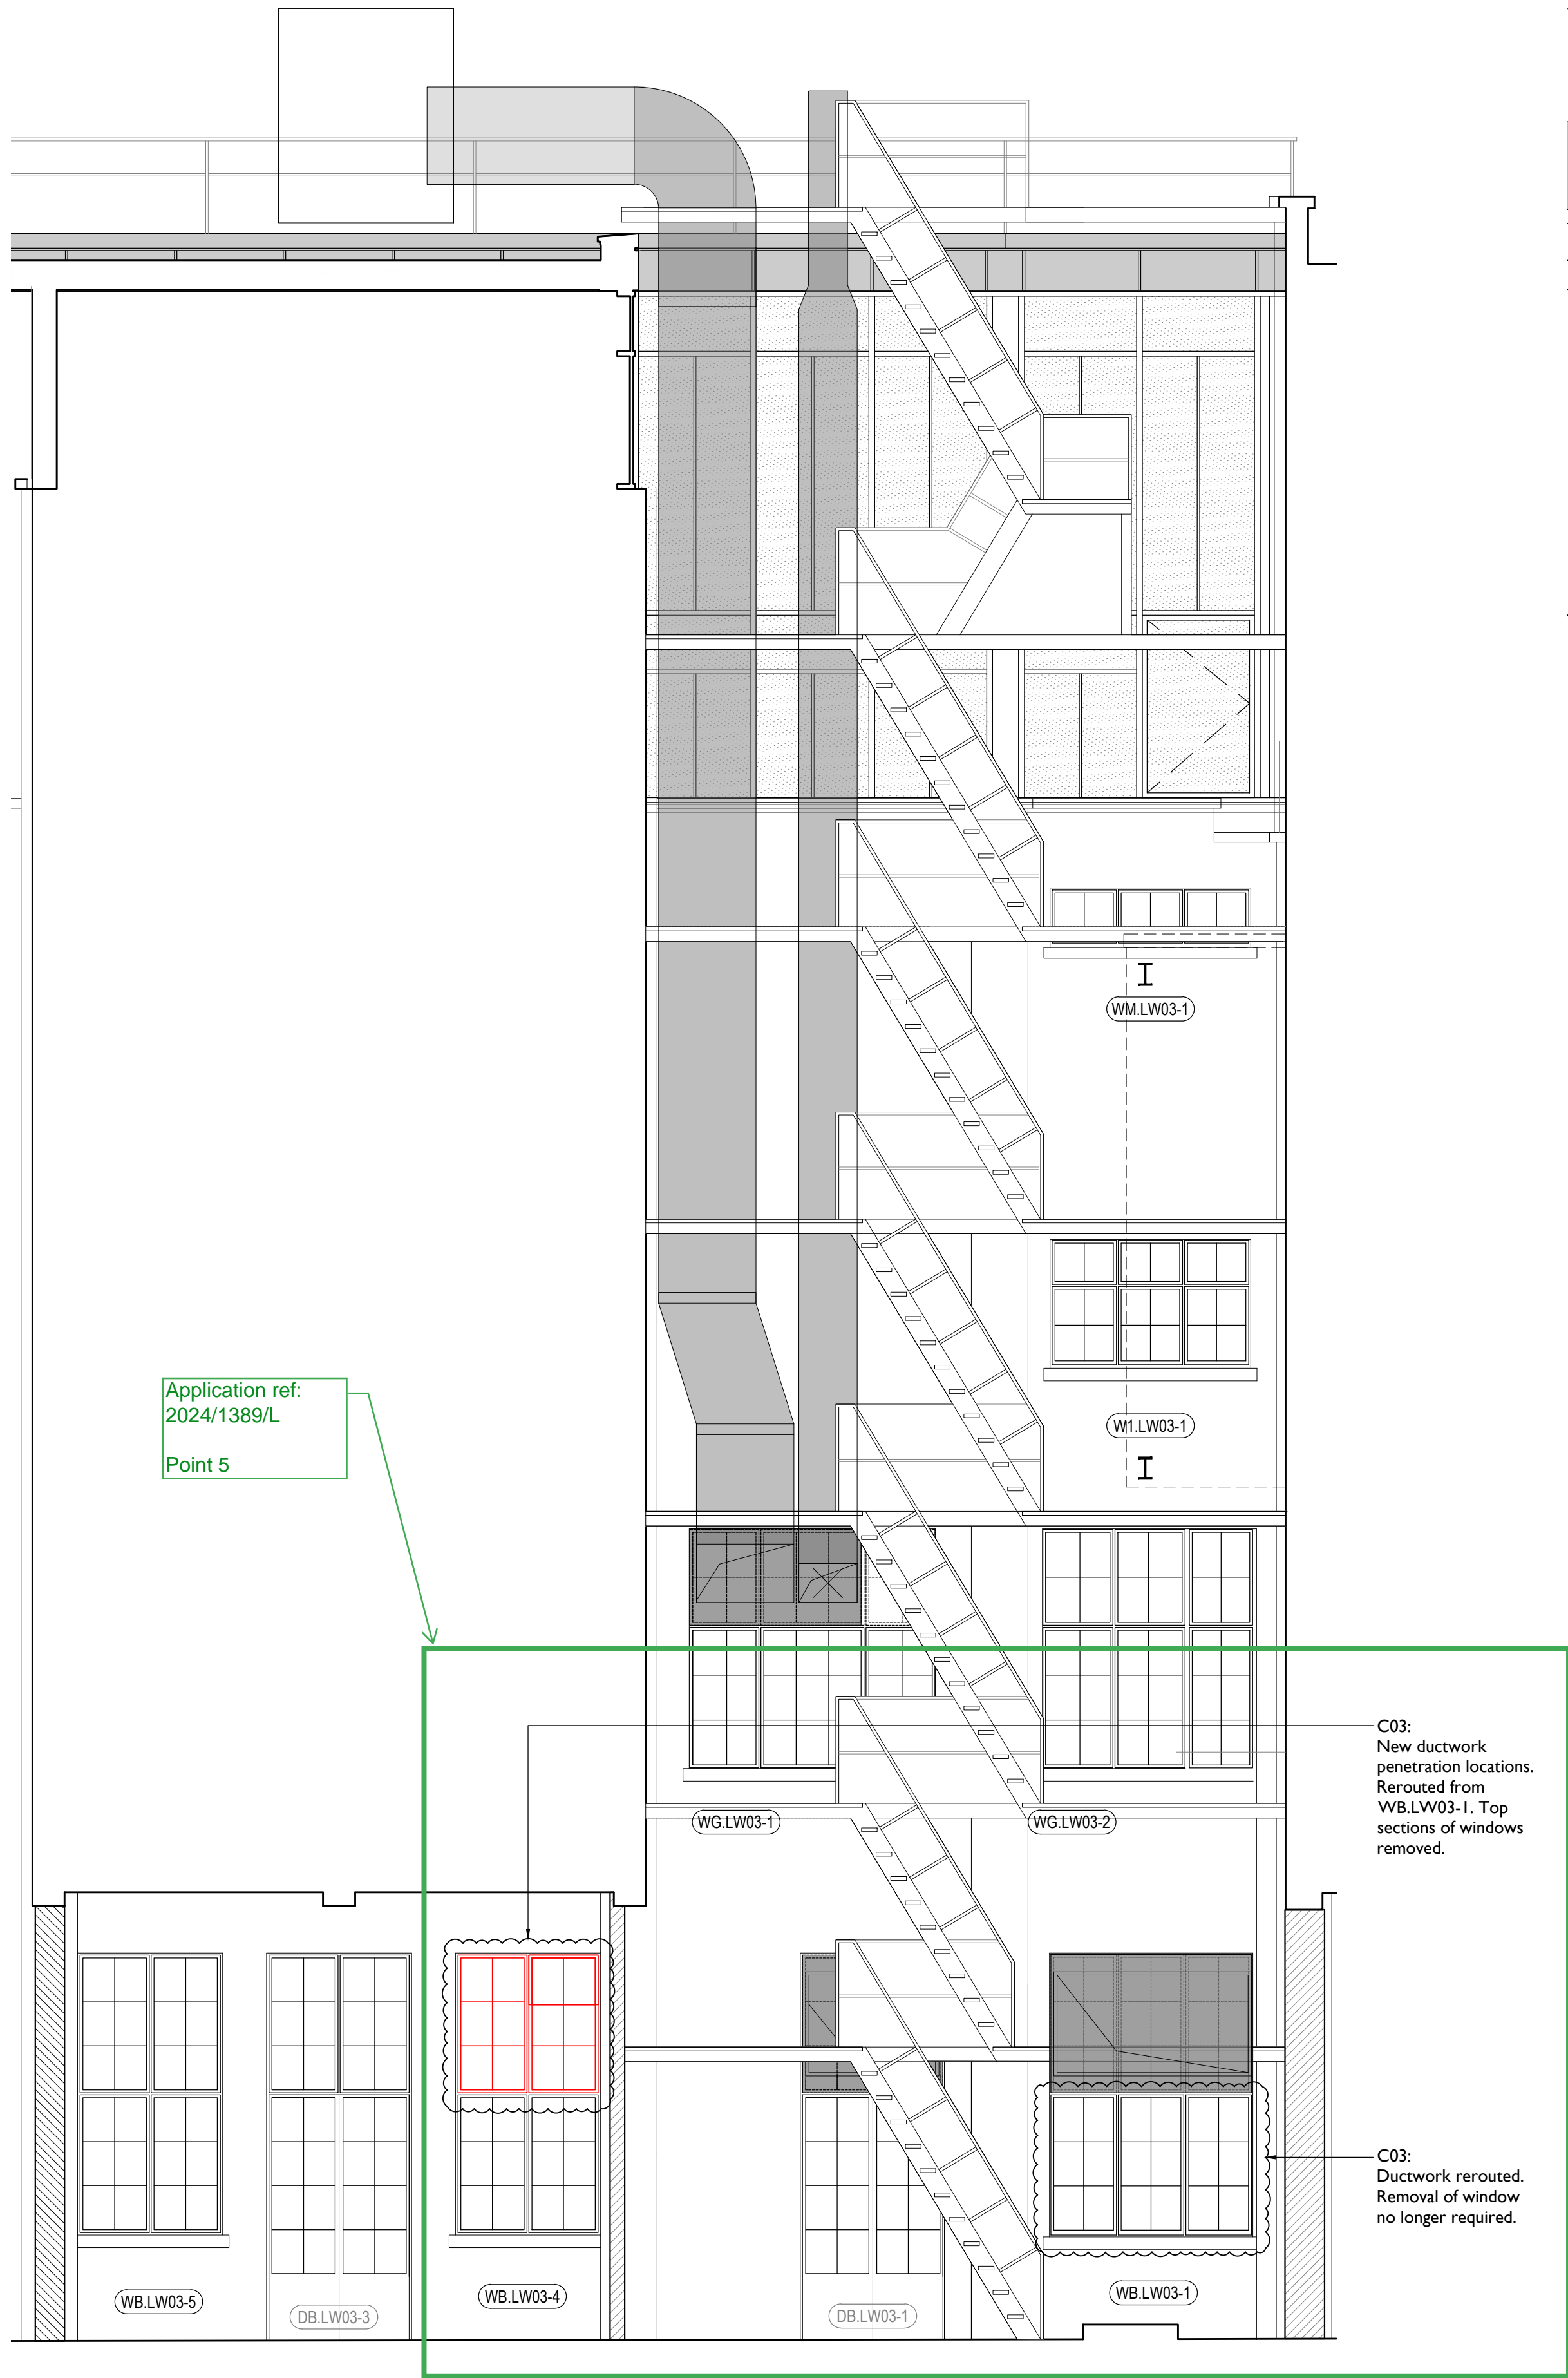 WM.LW03-1
Application ref:
2024/1389/L
Point 5
W1.LW03-1
C03:
New ductwork
penetration locations.
Rerouted from
WB.LW03-1. Top
sections of windows
removed.
WG.LW03-1
WG.LW03-2
C03:
Ductwork rerouted.
Removal of window
no longer required.
WB.LW03-5
DB.LW03-3
WB.LW03-4
DB.LW03-1
WB.LW03-1